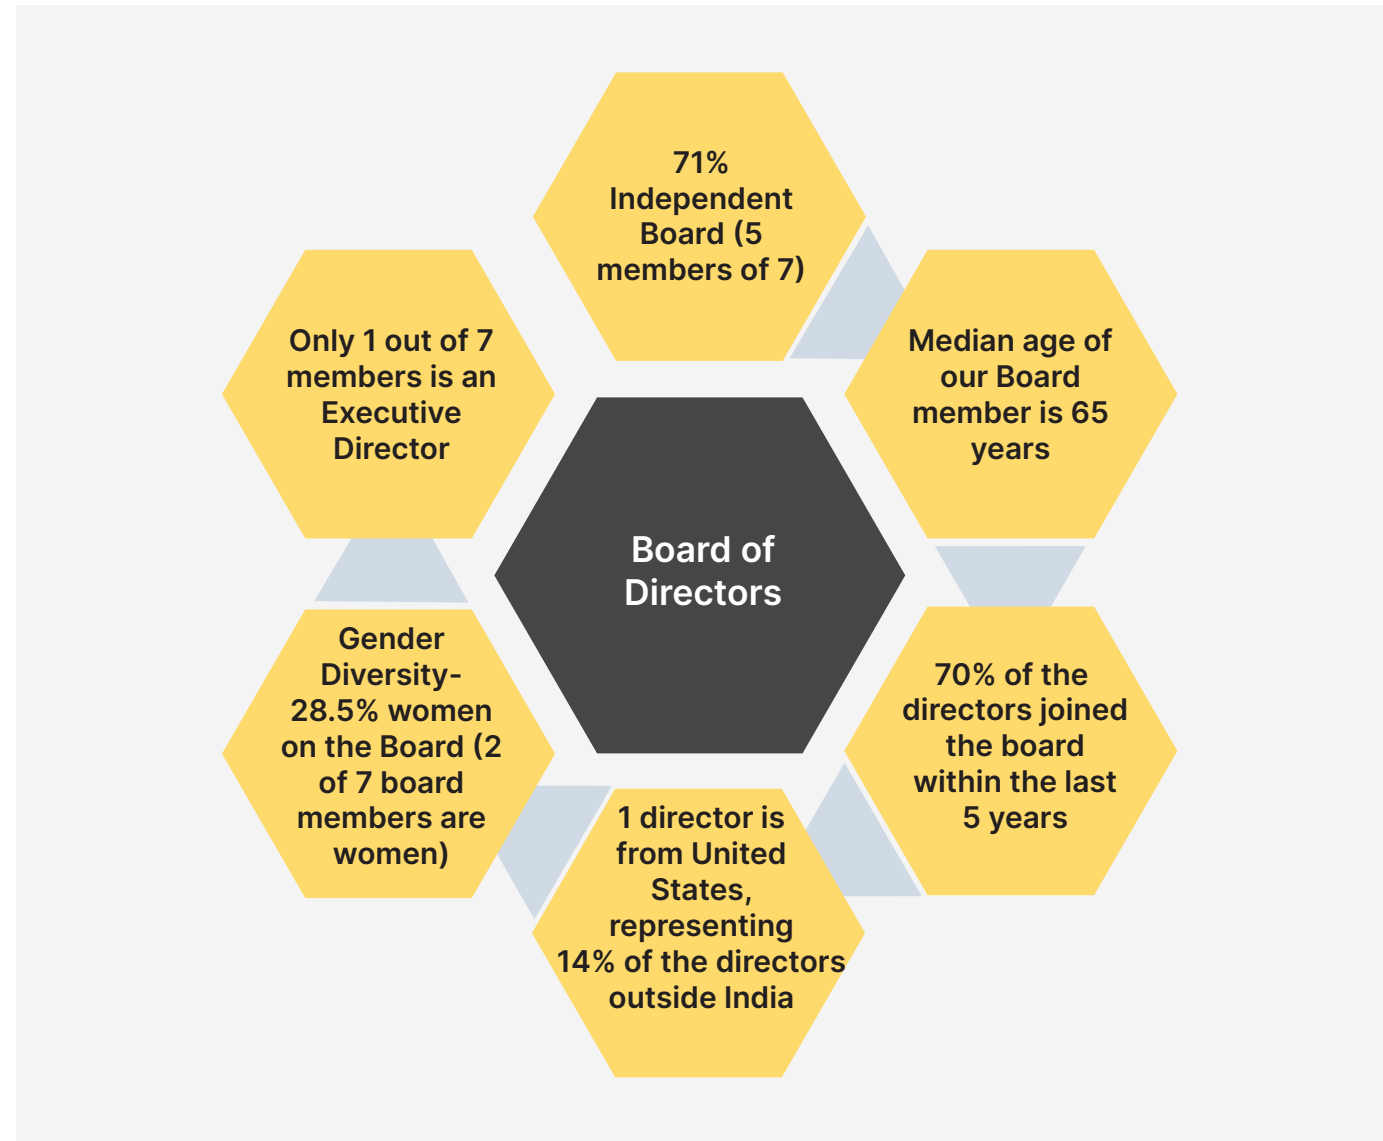 71%
Independent
Board (5
members of 7)
Median age of
our Board
member is 65
years
70% of the
directors joined
the board
within the last
5 years
1 director is
from United
States,
representing
14% of the directors
outside India
Gender
Diversity-
28.5% women
on the Board (2
of 7 board
members are
women)
Only 1 out of 7
members is an
Executive
Director
Board of
Directors